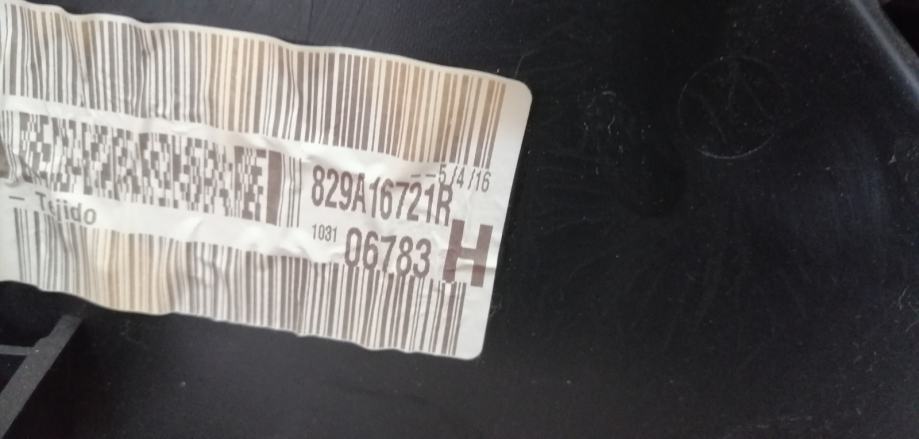 --5/4/16
829A16721R
1031 06783 H
- Tejido